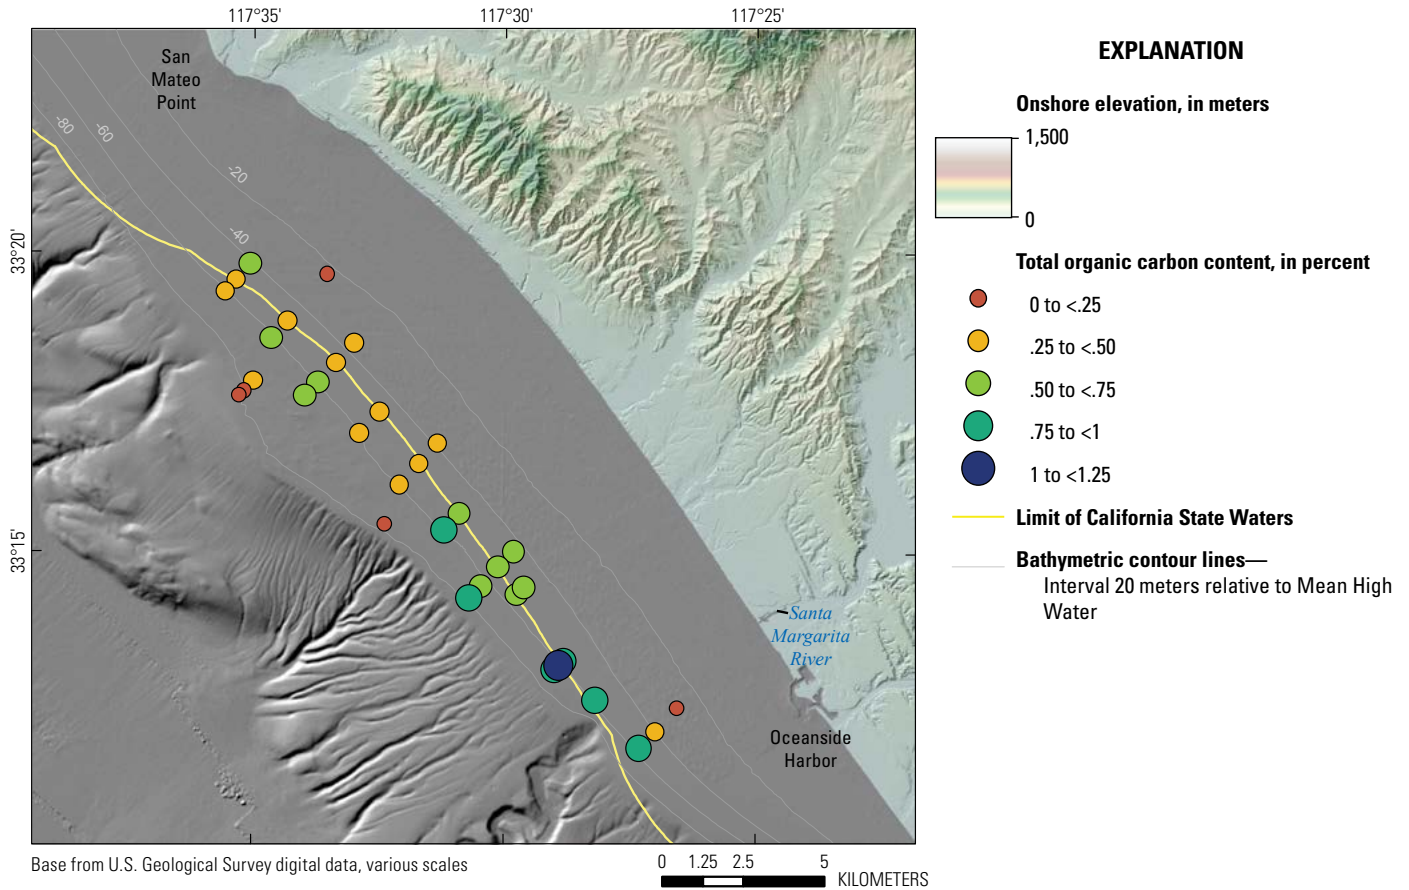 117°35'
117°30'
117°25'
33°20'
33°15'
San
Mateo
Point
-80
-60
-20
-40
Santa
Margarita
River
Oceanside
Harbor
EXPLANATION
Onshore elevation, in meters
1,500
0
Total organic carbon content, in percent
0 to <.25
.25 to <.50
.50 to <.75
.75 to <1
1 to <1.25
Limit of California State Waters
Bathymetric contour lines—
Interval 20 meters relative to Mean High
Water
Base from U.S. Geological Survey digital data, various scales
0 1.25 2.5 5
KILOMETERS